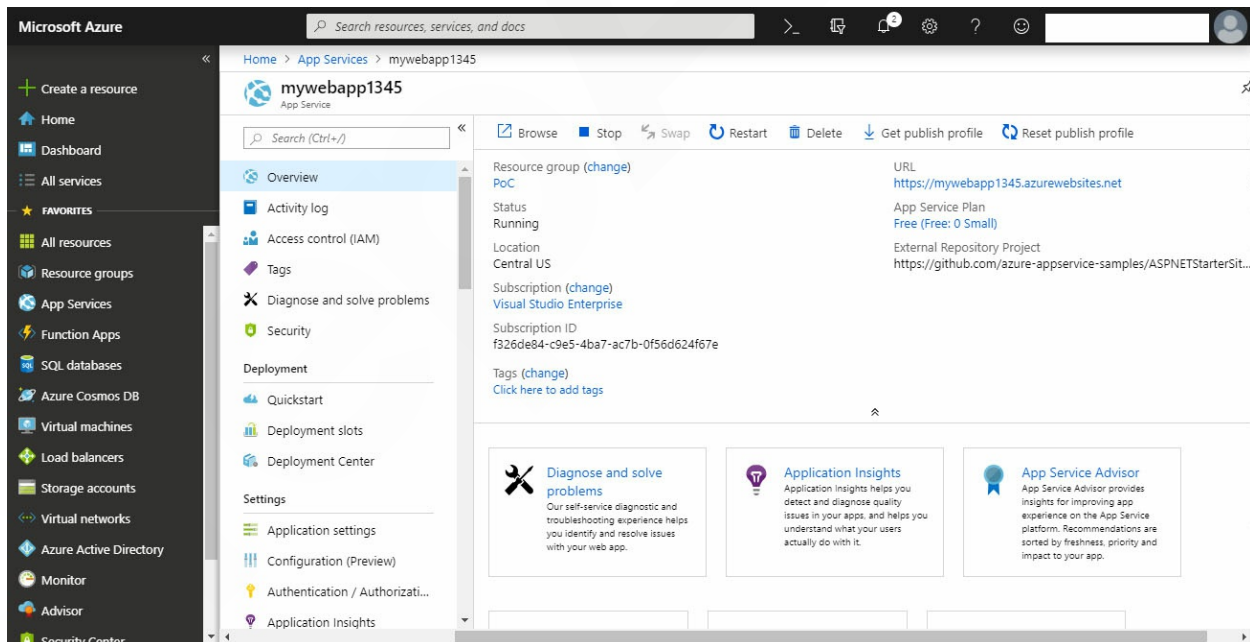 Microsoft Azure
Search resources, services, and docs
2
Create a resource
Home
Dashboard
All services
FAVORITES
All resources
Resource groups
App Services
Function Apps
SQL databases
Azure Cosmos DB
Virtual machines
Load balancers
Storage accounts
Virtual networks
Azure Active Directory
Monitor
Advisor
Security Center
Home > App Services > mywebapp1345
mywebapp1345
App Service
Search (Ctrl+/)
Overview
Activity log
Access control (IAM)
Tags
Diagnose and solve problems
Security
Deployment
Quickstart
Deployment slots
Deployment Center
Settings
Application settings
Configuration (Preview)
Authentication / Authorizati...
Application Insights
Browse Stop Swap Restart Delete Get publish profile Reset publish profile
Resource group (change)
PoC
Status
Running
Location
Central US
Subscription (change)
Visual Studio Enterprise
Subscription ID
f326de84-c9e5-4ba7-ac7b-0f56d624f67e
Tags (change)
Click here to add tags
URL
https://mywebapp1345.azurewebsites.net
App Service Plan
Free (Free: 0 Small)
External Repository Project
https://github.com/azure-appservice-samples/ASPNETStarterSit...
Diagnose and solve
problems
Our self-service diagnostic and
troubleshooting experience helps
you identify and resolve issues
with your web app.
Application Insights
Application Insights helps you
detect and diagnose quality
issues in your apps, and helps you
understand what your users
actually do with it.
App Service Advisor
App Service Advisor provides
insights for improving app
experience on the App Service
platform. Recommendations are
sorted by freshness, priority and
impact to your app.